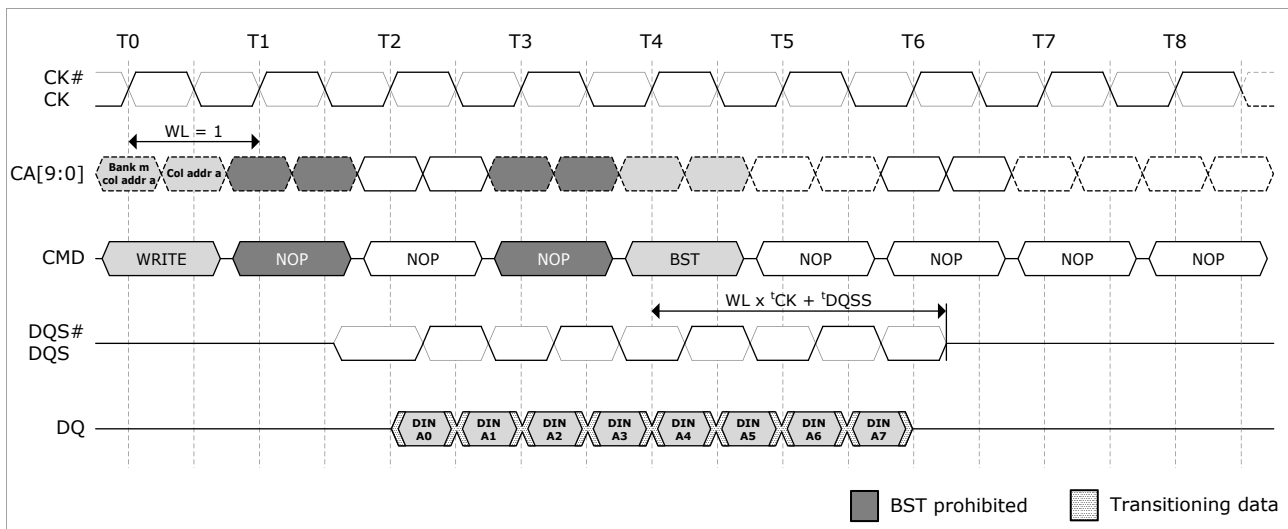 T0 T1 T2 T3 T4 T5 T6 T7 T8
CK#
CK
WL = 1
CA[9:0] Bank m col addr a Col addr a
CMD WRITE NOP NOP NOP BST NOP NOP NOP NOP
WL x tCK + tDQSS
DQS#
DQS
DQ DIN A0 DIN A1 DIN A2 DIN A3 DIN A4 DIN A5 DIN A6 DIN A7
BST prohibited Transitioning data